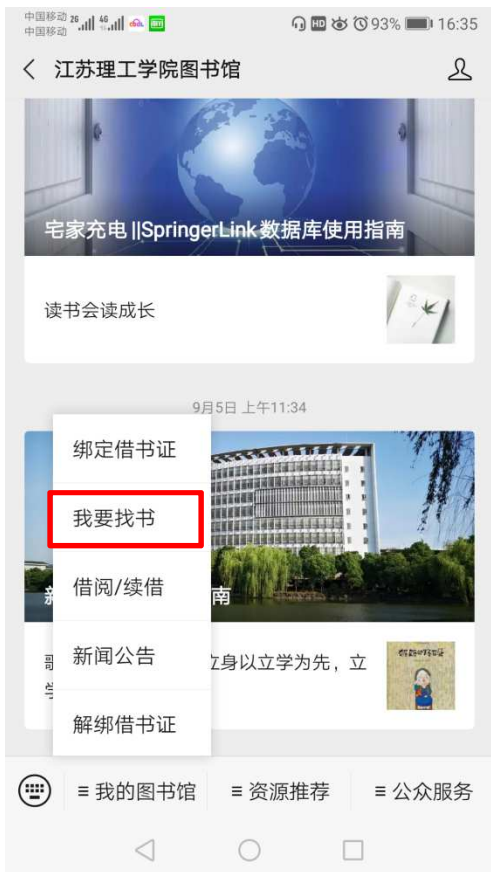 中国移动 26 46
中国移动
HD 93% 16:35
江苏理工学院图书馆
宅家充电||SpringerLink数据库使用指南
读书会读成长
9月5日 上午11:34
绑定借书证
我要找书
借阅/续借
南
新闻公告
立身以立学为先，立
解绑借书证
≡ 我的图书馆
≡ 资源推荐
≡ 公众服务